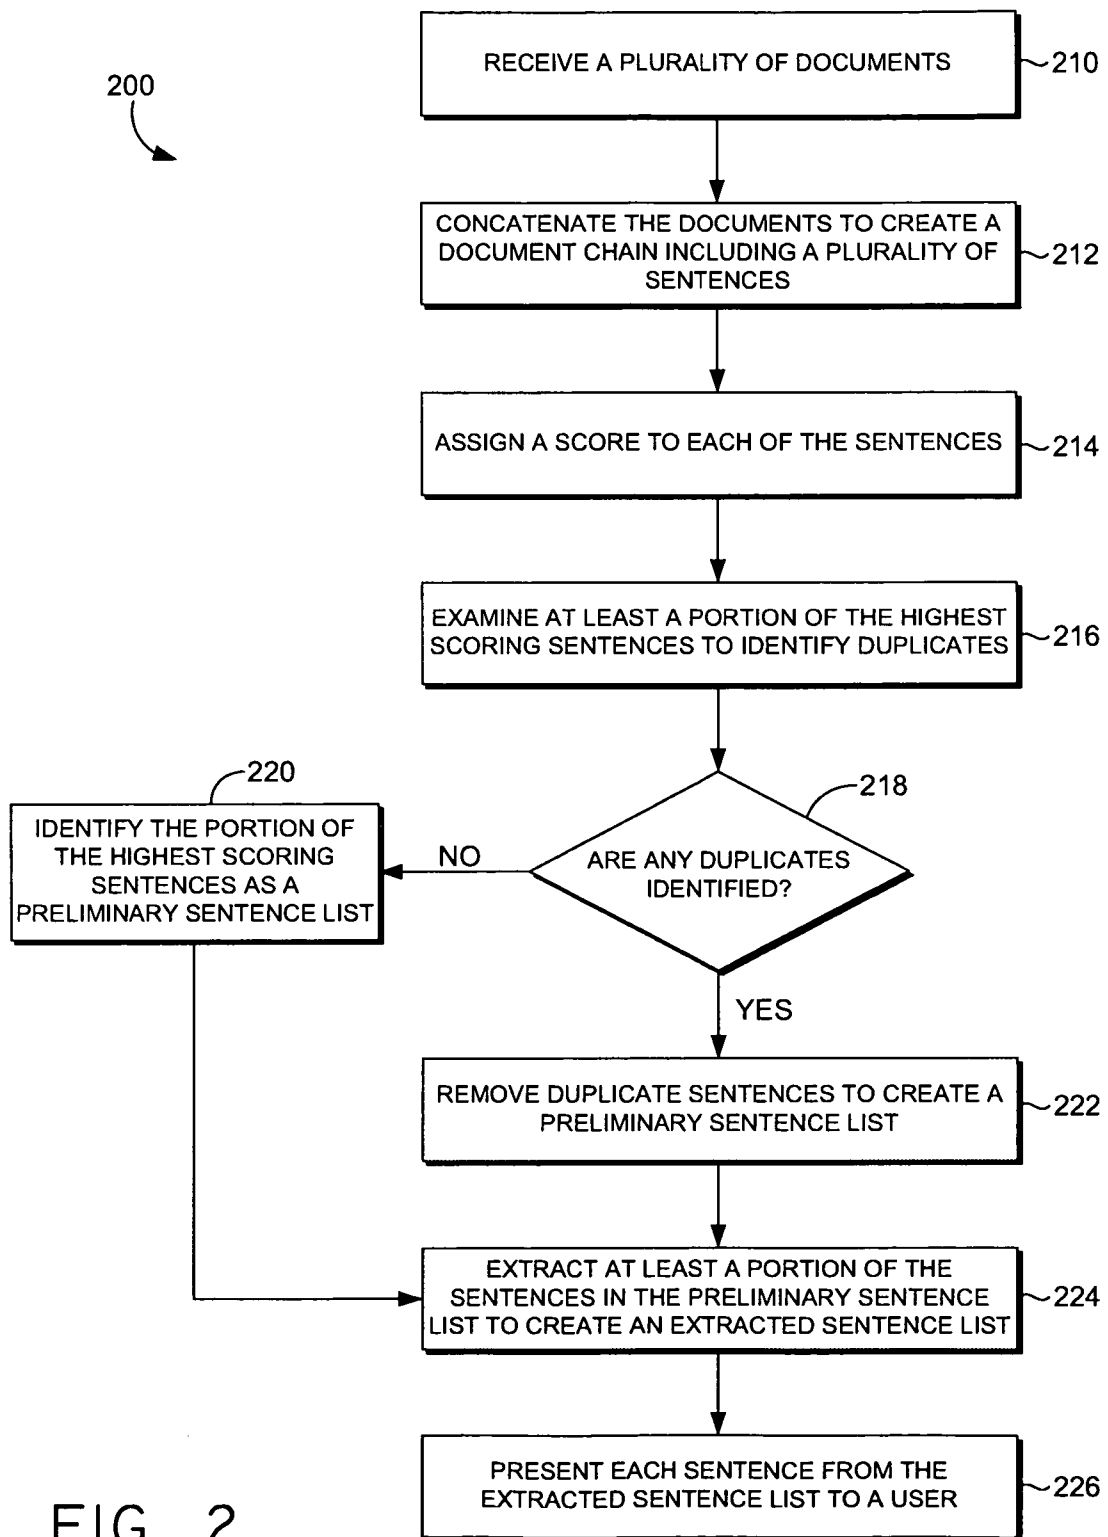 200
RECEIVE A PLURALITY OF DOCUMENTS
210
CONCATENATE THE DOCUMENTS TO CREATE A
DOCUMENT CHAIN INCLUDING A PLURALITY OF
SENTENCES
212
ASSIGN A SCORE TO EACH OF THE SENTENCES
214
EXAMINE AT LEAST A PORTION OF THE HIGHEST
SCORING SENTENCES TO IDENTIFY DUPLICATES
216
218
ARE ANY DUPLICATES
IDENTIFIED?
NO
220
IDENTIFY THE PORTION OF
THE HIGHEST SCORING
SENTENCES AS A
PRELIMINARY SENTENCE LIST
YES
REMOVE DUPLICATE SENTENCES TO CREATE A
PRELIMINARY SENTENCE LIST
222
EXTRACT AT LEAST A PORTION OF THE
SENTENCES IN THE PRELIMINARY SENTENCE
LIST TO CREATE AN EXTRACTED SENTENCE LIST
224
PRESENT EACH SENTENCE FROM THE
EXTRACTED SENTENCE LIST TO A USER
226
FIG. 2